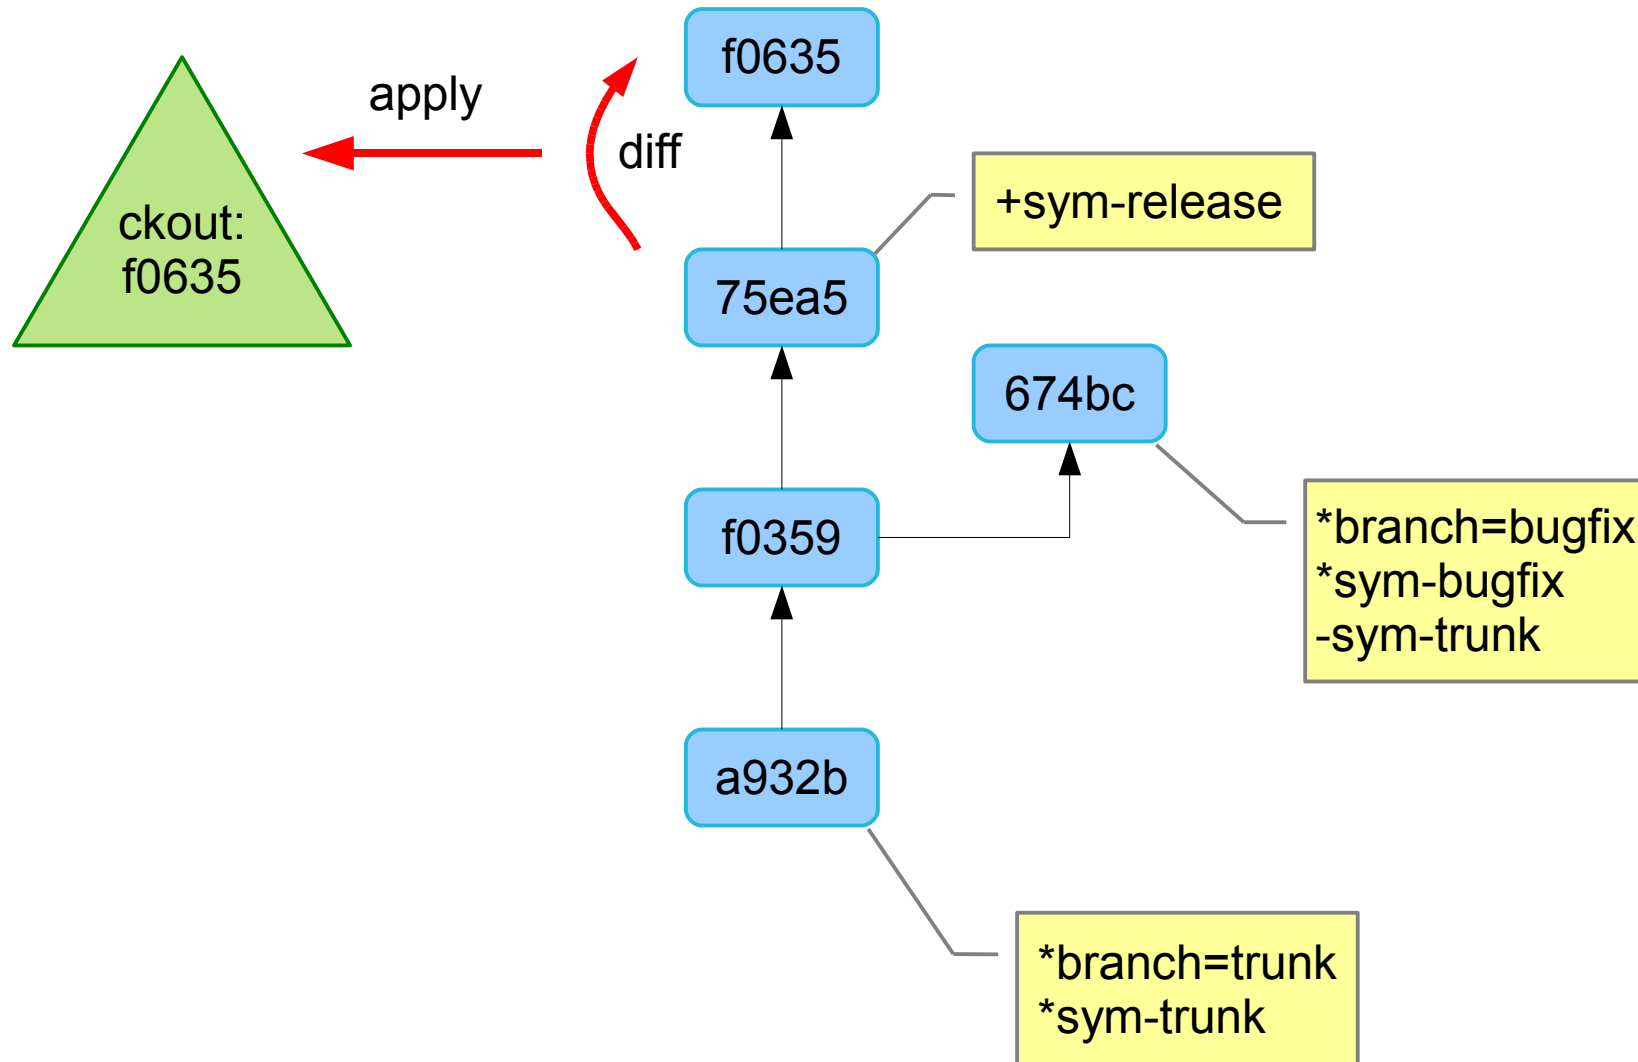 f0635
apply
diff
ckout:
f0635
+sym-release
75ea5
674bc
f0359
*branch=bugfix
*sym-bugfix
-sym-trunk
a932b
*branch=trunk
*sym-trunk